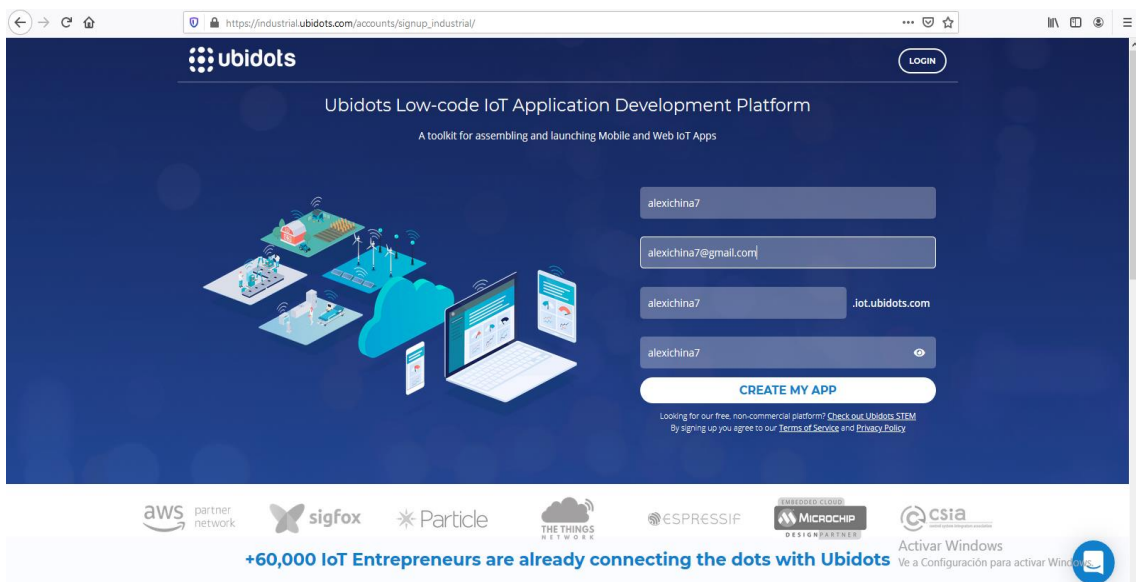 https://industrial.ubidots.com/accounts/signup_industrial/
ubidots
LOGIN
Ubidots Low-code IoT Application Development Platform
A toolkit for assembling and launching Mobile and Web IoT Apps
alexichina7
alexichina7@gmail.com
alexichina7 .iot.ubidots.com
alexichina7
CREATE MY APP
Looking for our free, non-commercial platform? Check out Ubidots STEM
By signing up you agree to our Terms of Service and Privacy Policy
aws partner network
sigfox
Particle
THE THINGS NETWORK
ESPRESSIF
EMBEDDED CLOUD
MICROCHIP
DESIGN PARTNER
csia
+60,000 IoT Entrepreneurs are already connecting the dots with Ubidots
Activar Windows
Ve a Configuración para activar Windows.